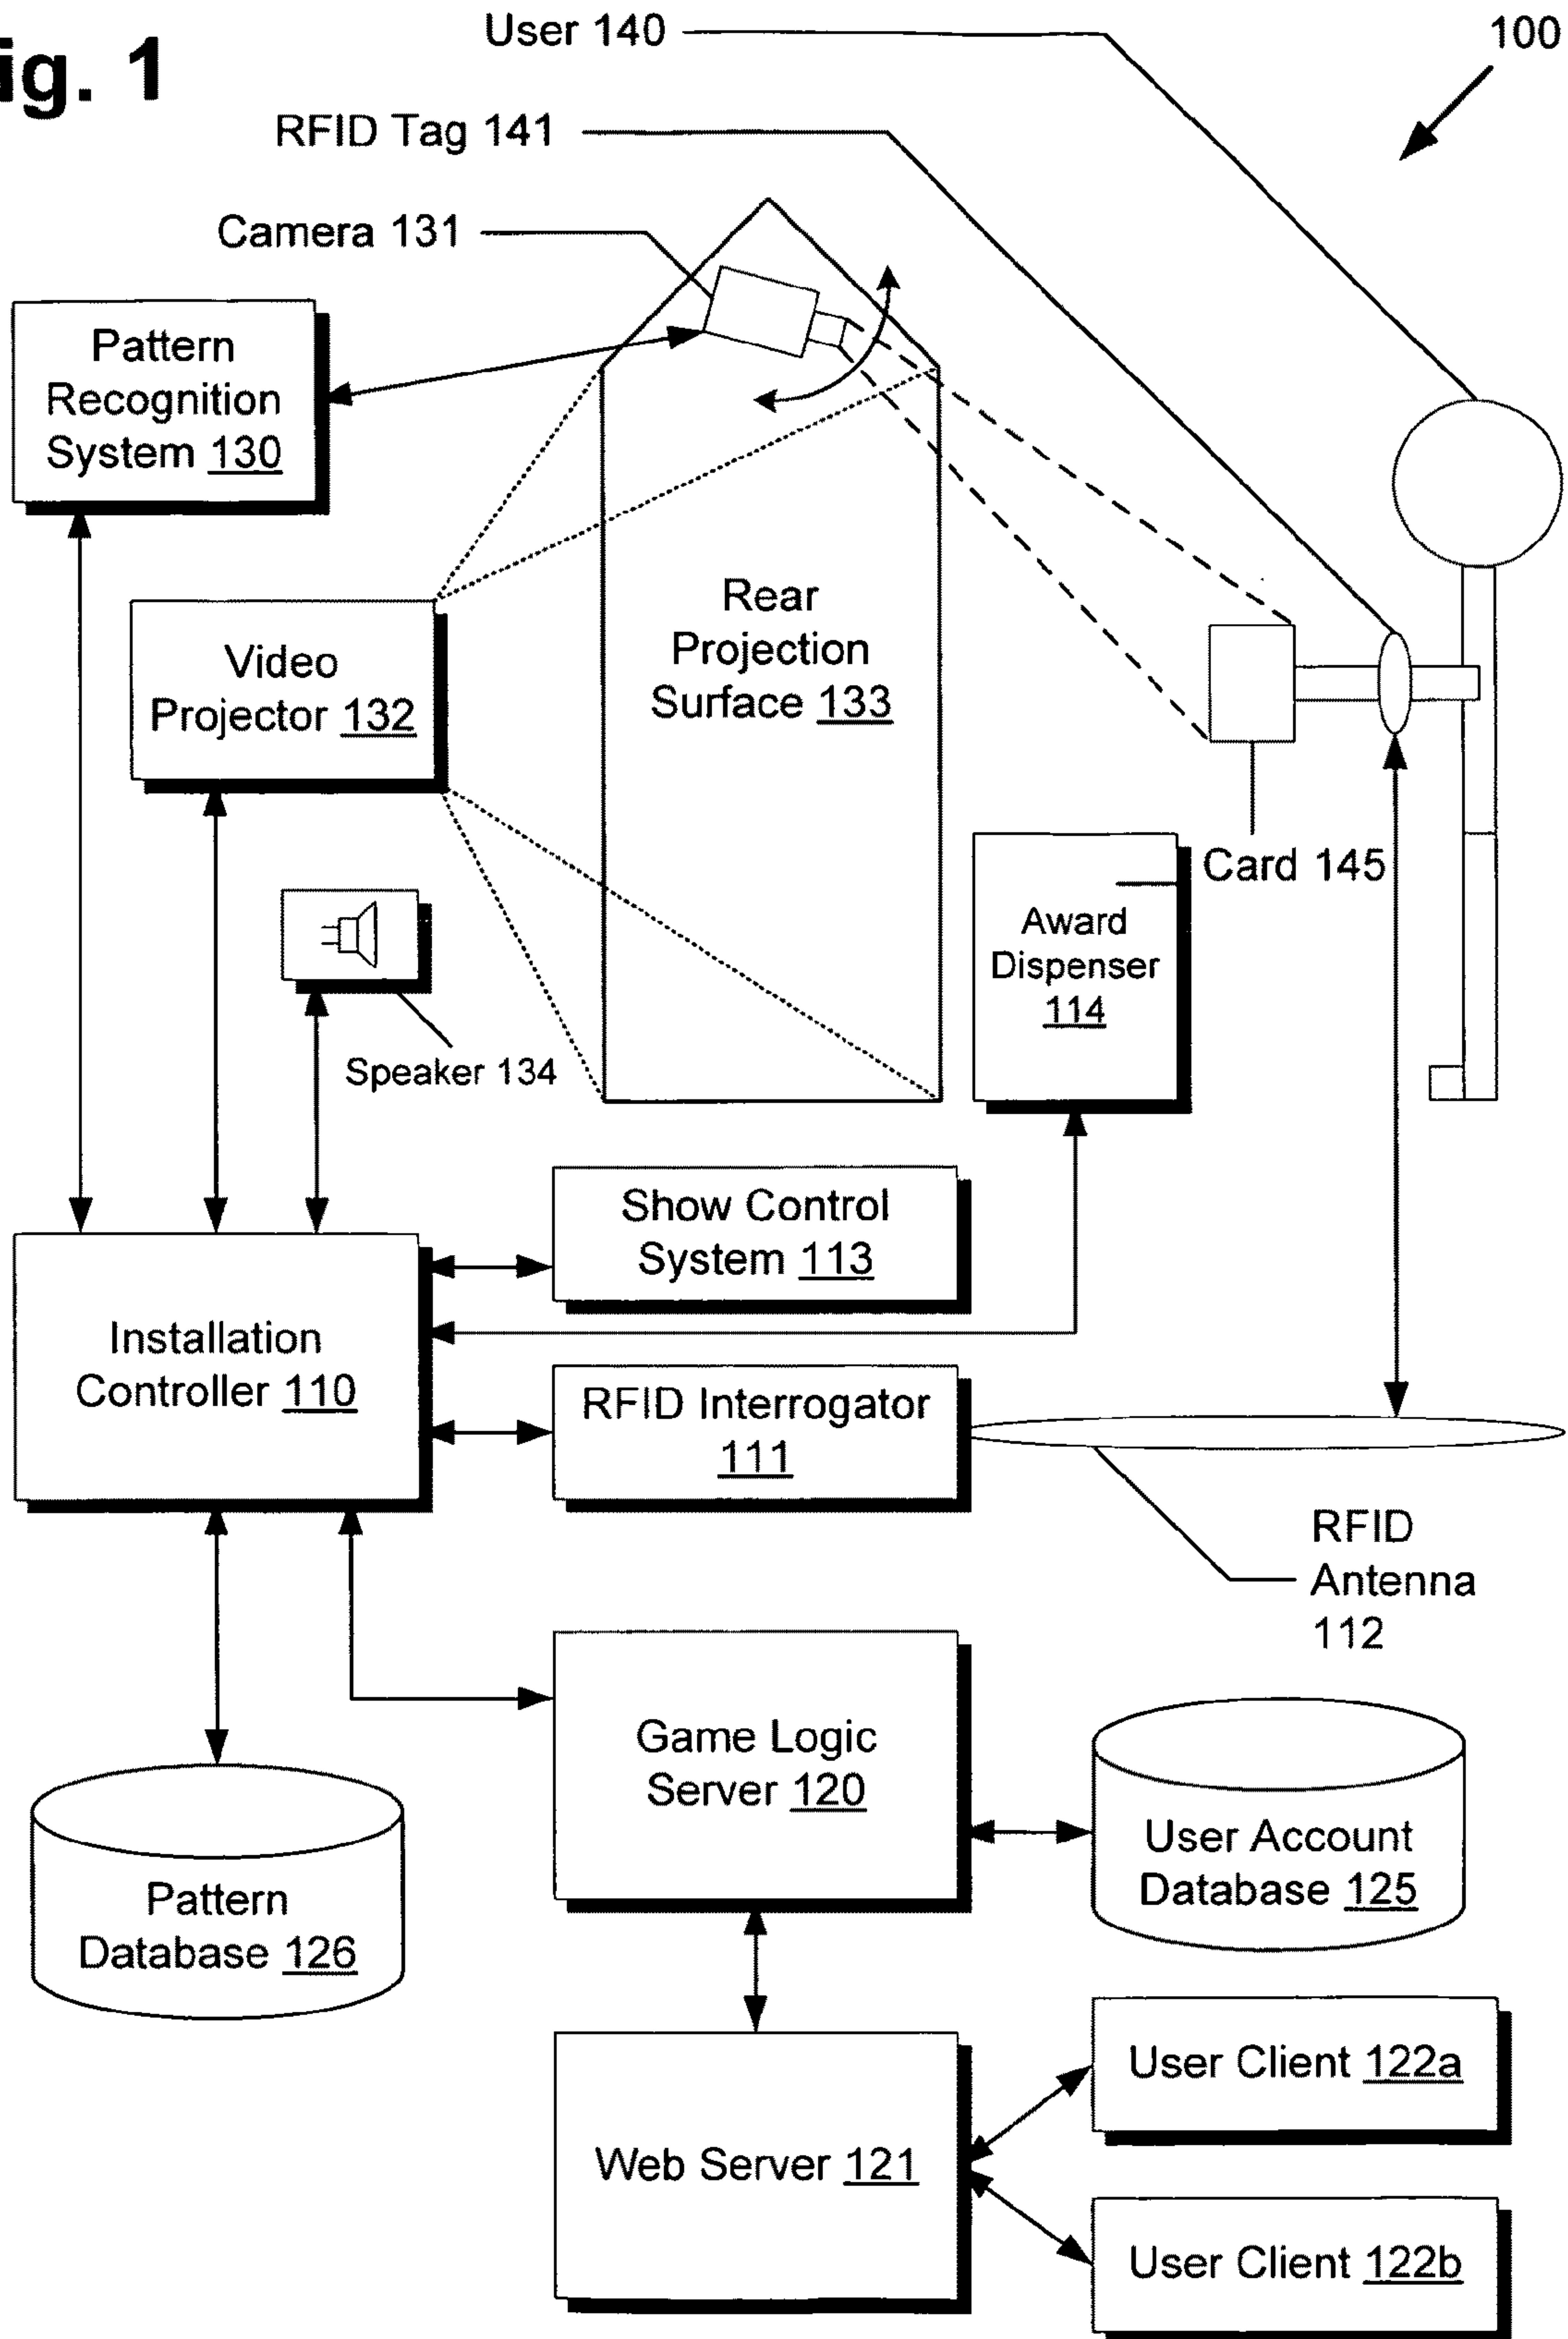 ig. 1
User 140
100
RFID Tag 141
Camera 131
Pattern
Recognition
System 130
Rear
Projection
Surface 133
Video
Projector 132
Card 145
Award
Dispenser
114
Speaker 134
Show Control
System 113
Installation
Controller 110
RFID Interrogator
111
RFID
Antenna
112
Game Logic
Server 120
User Account
Database 125
Pattern
Database 126
User Client 122a
Web Server 121
User Client 122b